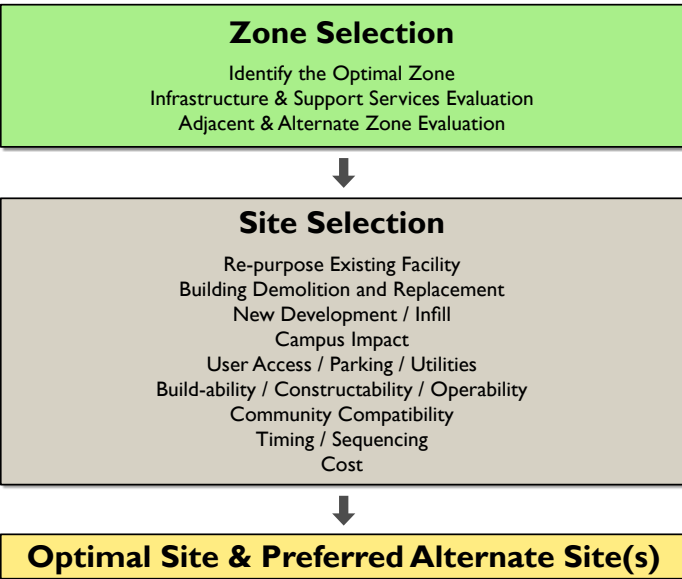 Zone Selection
Identify the Optimal Zone
Infrastructure & Support Services Evaluation
Adjacent & Alternate Zone Evaluation
Site Selection
Re-purpose Existing Facility
Building Demolition and Replacement
New Development / Infill
Campus Impact
User Access / Parking / Utilities
Build-ability / Constructability / Operability
Community Compatibility
Timing / Sequencing
Cost
Optimal Site & Preferred Alternate Site(s)